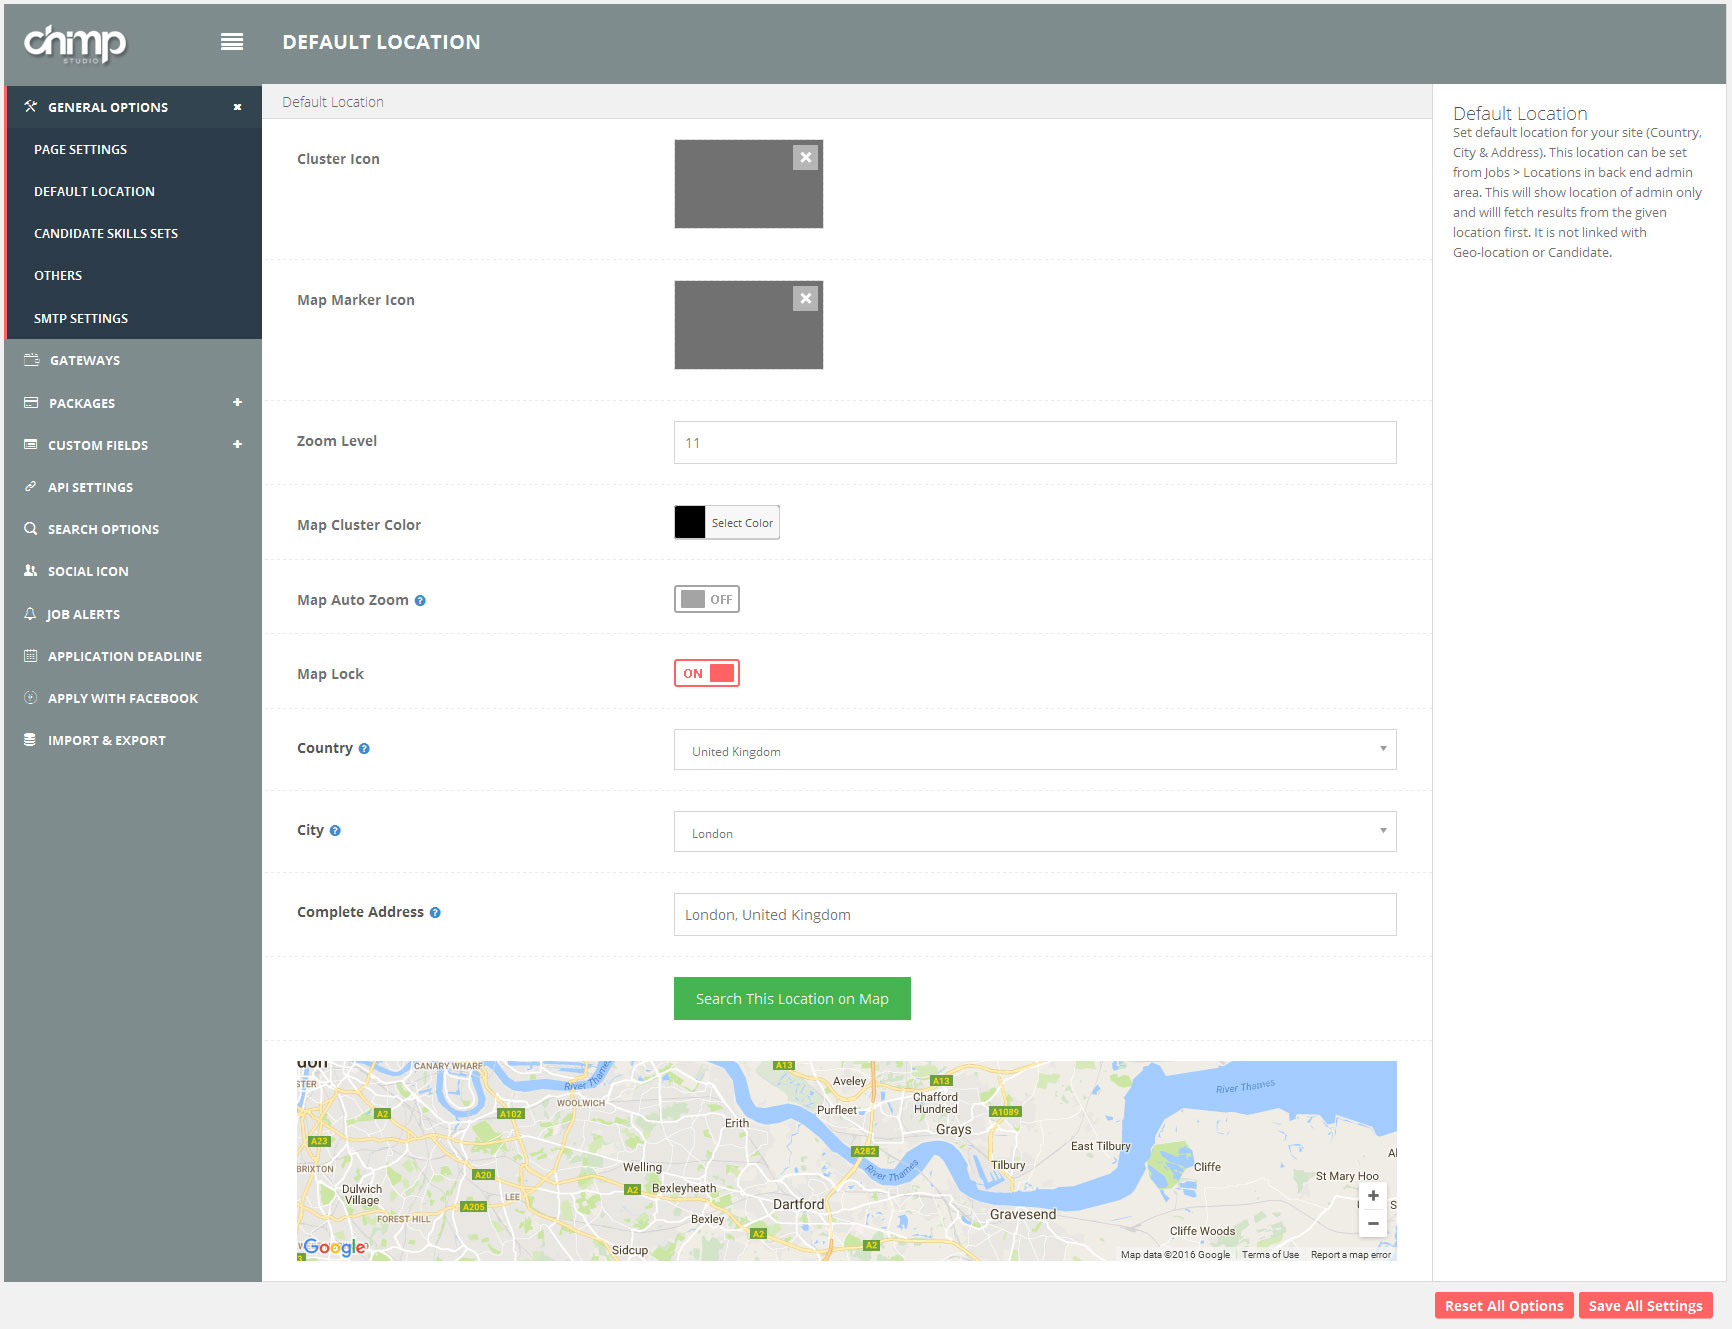 chimp
STUDIO
DEFAULT LOCATION
GENERAL OPTIONS
PAGE SETTINGS
DEFAULT LOCATION
CANDIDATE SKILLS SETS
OTHERS
SMTP SETTINGS
GATEWAYS
PACKAGES
CUSTOM FIELDS
API SETTINGS
SEARCH OPTIONS
SOCIAL ICON
JOB ALERTS
APPLICATION DEADLINE
APPLY WITH FACEBOOK
IMPORT & EXPORT
Default Location
Cluster Icon
Map Marker Icon
Zoom Level
11
Map Cluster Color
Select Color
Map Auto Zoom
OFF
Map Lock
ON
Country
United Kingdom
City
London
Complete Address
London, United Kingdom
Search This Location on Map
CANARY WHARF
River Thames
A13
Aveley
A13
River Thames
WOOLWICH
Chafford
Hundred
Purfleet
A2
A102
A1089
Erith
Grays
A23
East Tilbury
A282
BRIXTON
A20
Welling
River Thames
Tilbury
Cliffe
St Mary Hoo
Dulwich
Village
LEE
A2
Bexleyheath
Dartford
A205
Gravesend
FOREST HILL
Bexley
A2
Cliffe Woods
A2
Google
Sidcup
Map data ©2016 Google
Terms of Use
Report a map error
Default Location
Set default location for your site (Country,
City & Address). This location can be set
from Jobs > Locations in back end admin
area. This will show location of admin only
and willl fetch results from the given
location first. It is not linked with
Geo-location or Candidate.
Reset All Options
Save All Settings